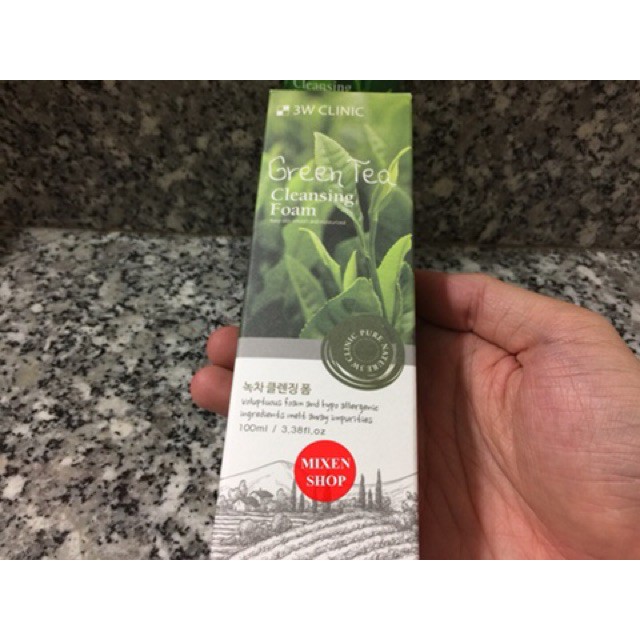 Cleansing
3W CLINIC
Green Tea
Cleansing
Foam
3W CLINIC PURE NATURE
녹차 클렌징 폼
Voluptuous foam and hypo allergenic
ingredients melt away impurities
100ml / 3.38fl.oz
MIXEN
SHOP